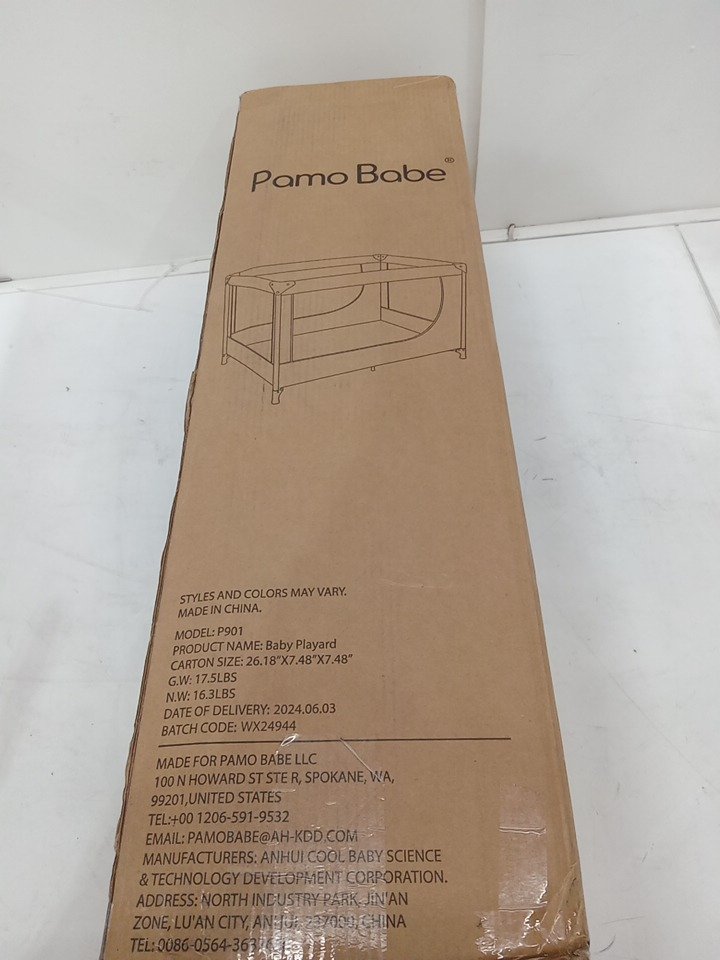 Pamo Babe®
STYLES AND COLORS MAY VARY.
MADE IN CHINA.
MODEL: P901
PRODUCT NAME: Baby Playard
CARTON SIZE: 26.18”X7.48”X7.48”
G.W: 17.5LBS
N.W: 16.3LBS
DATE OF DELIVERY: 2024.06.03
BATCH CODE: WX24944
MADE FOR PAMO BABE LLC
100 N HOWARD ST STE R, SPOKANE, WA,
99201,UNITED STATES
TEL:+00 1206-591-9532
EMAIL: PAMOBABE@AH-KDD.COM
MANUFACTURERS: ANHUI COOL BABY SCIENCE
& TECHNOLOGY DEVELOPMENT CORPORATION.
ADDRESS: NORTH INDUSTRY PARK, JIN'AN
ZONE, LU'AN CITY, ANHUI, 237000, CHINA
TEL: